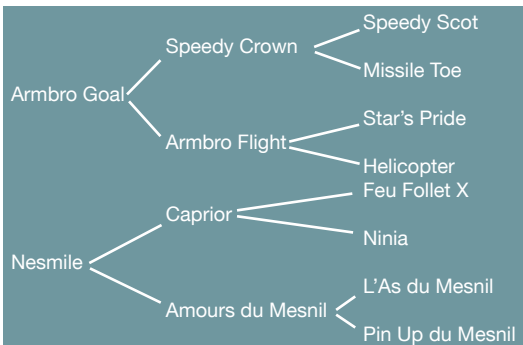 Speedy Scot
Speedy Crown
Missile Toe
Armbro Goal
Star's Pride
Armbro Flight
Helicopter
Feu Follet X
Caprior
Ninia
Nesmile
L'As du Mesnil
Amours du Mesnil
Pin Up du Mesnil